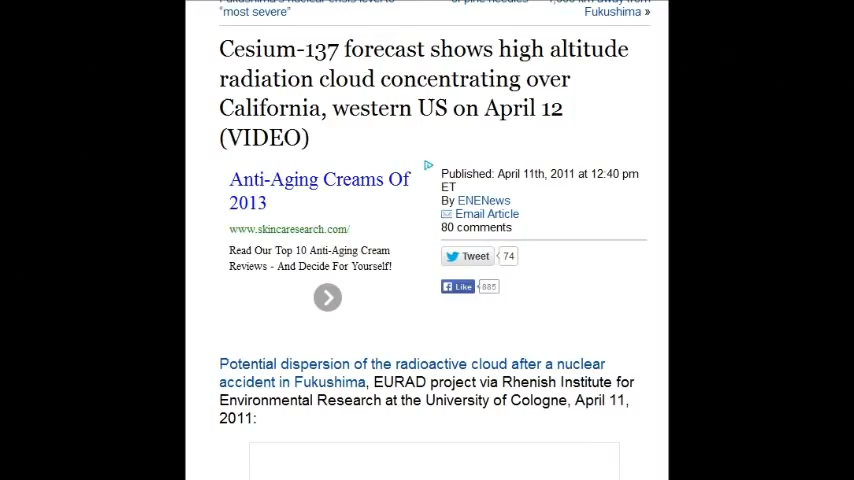 "most severe"
Fukushima »
Cesium-137 forecast shows high altitude
radiation cloud concentrating over
California, western US on April 12
(VIDEO)
Anti-Aging Creams Of
2013
www.skincaresearch.com/
Read Our Top 10 Anti-Aging Cream
Reviews - And Decide For Yourself!
Published: April 11th, 2011 at 12:40 pm
ET
By ENENews
Email Article
80 comments
Tweet 74
Like 885
Potential dispersion of the radioactive cloud after a nuclear
accident in Fukushima, EURAD project via Rhenish Institute for
Environmental Research at the University of Cologne, April 11,
2011: